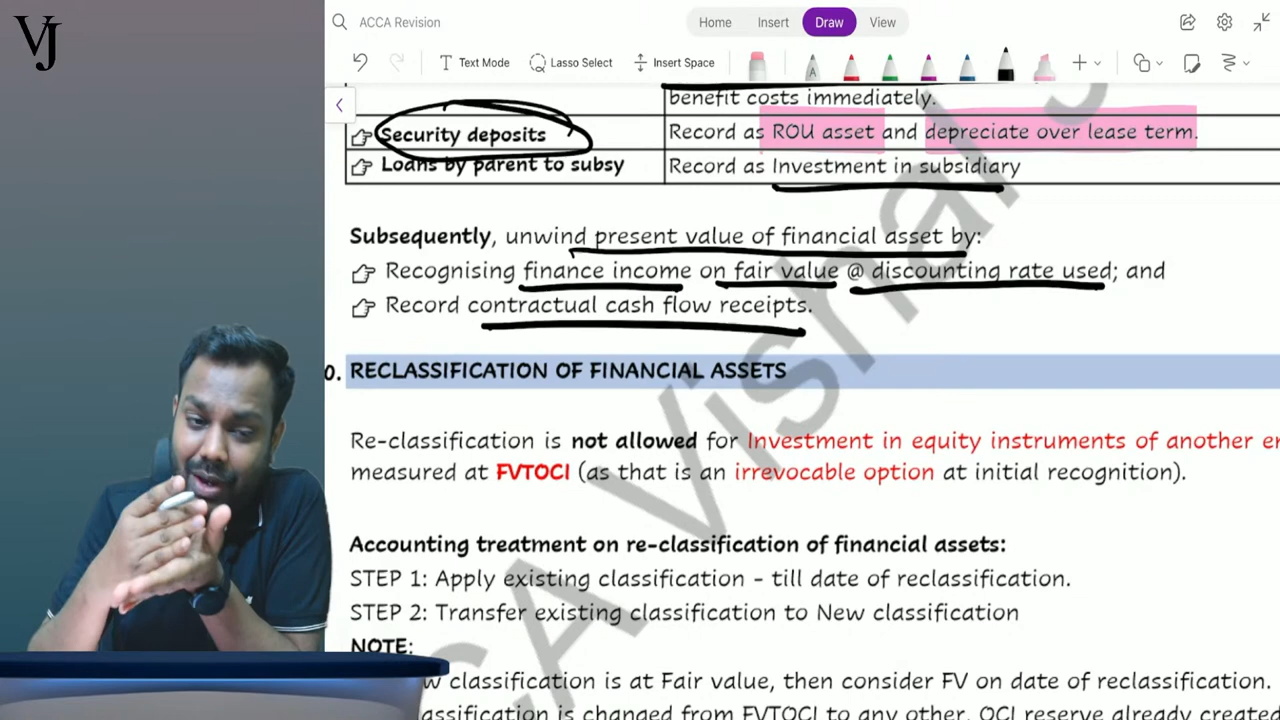 VJ
ACCA Revision
Home Insert Draw View
Text Mode Lasso Select Insert Space
benefit costs immediately.
Security deposits Record as ROU asset and depreciate over lease term.
Loans by parent to subsy Record as Investment in subsidiary
Subsequently, unwind present value of financial asset by:
Recognising finance income on fair value @ discounting rate used; and
Record contractual cash flow receipts.
0. RECLASSIFICATION OF FINANCIAL ASSETS
Re-classification is not allowed for Investment in equity instruments of another
measured at FVTOCI (as that is an irrevocable option at initial recognition).
Accounting treatment on re-classification of financial assets:
STEP 1: Apply existing classification - till date of reclassification.
STEP 2: Transfer existing classification to New classification
NOTE:
classification is at Fair value, then consider FV on date of reclassification.
is changed from FVTOCI to any other, OCI reserve already created
CA Vishal J